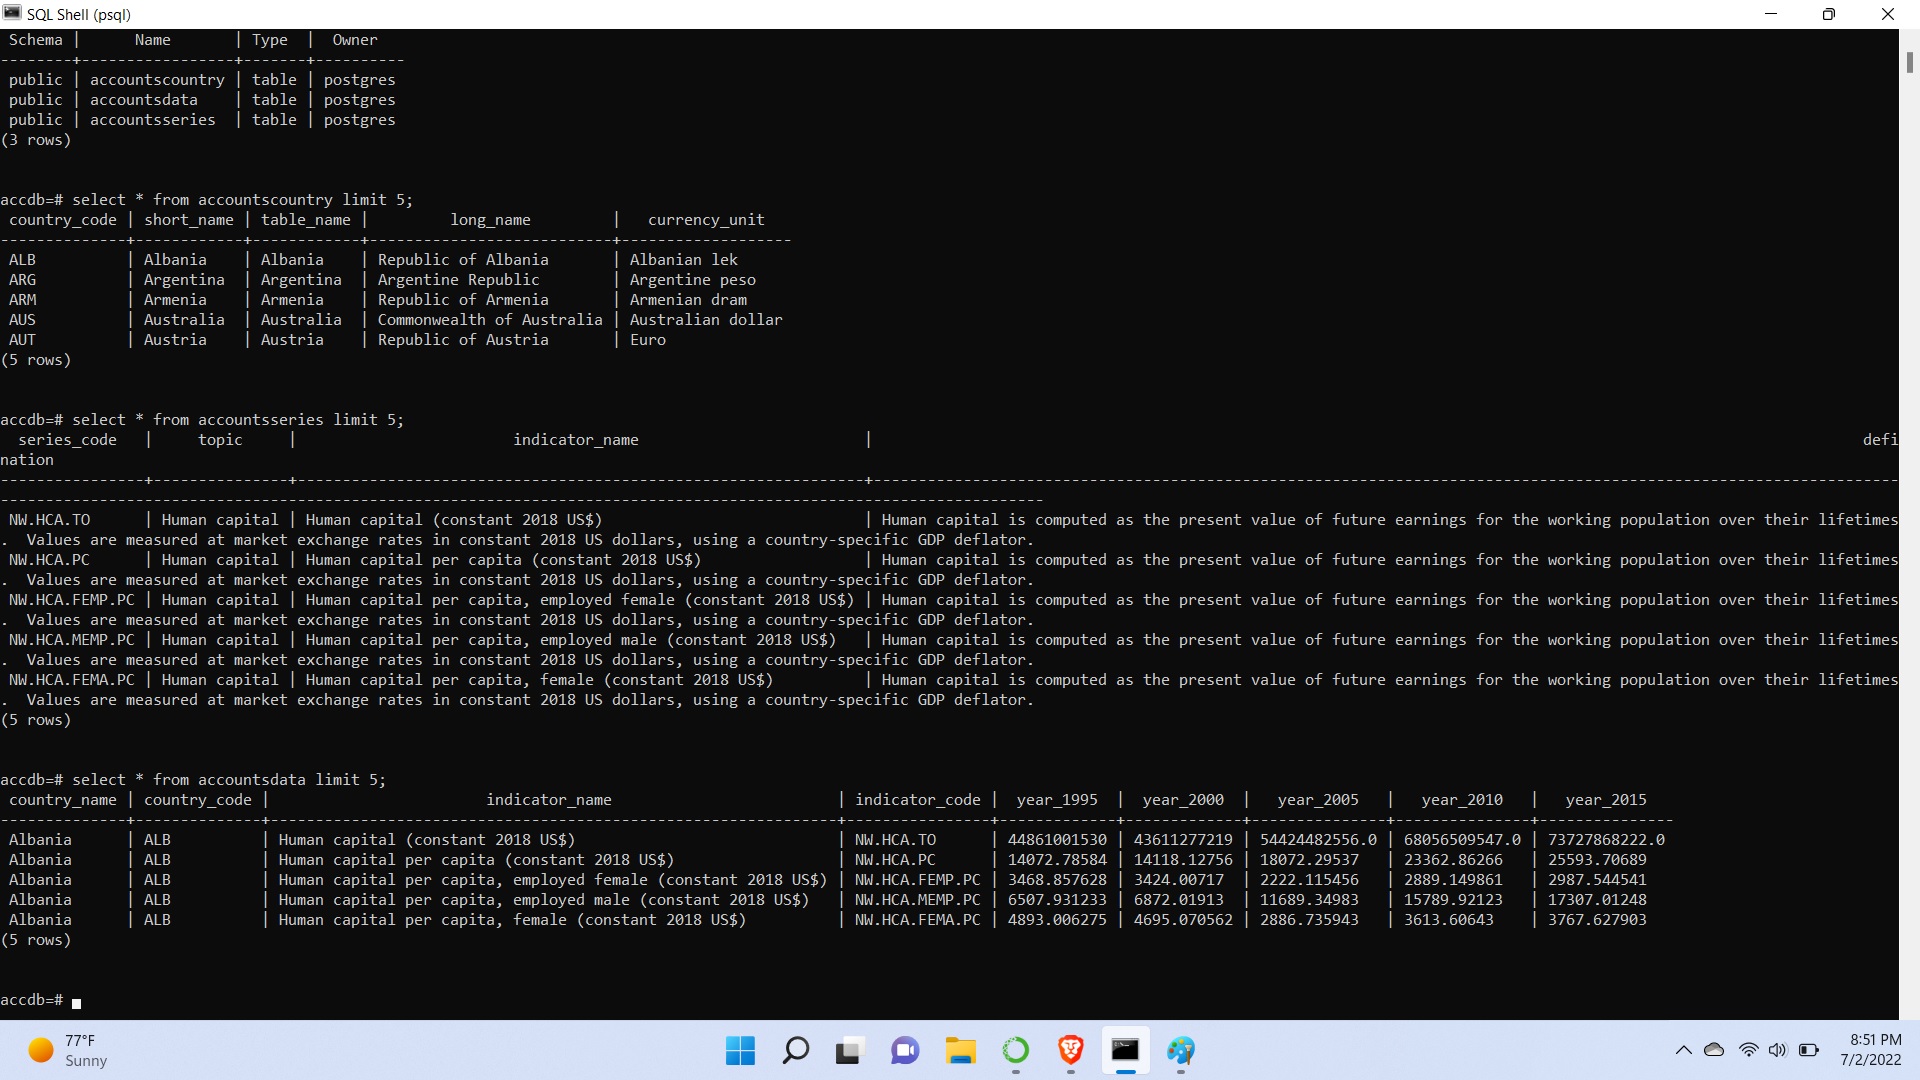 SQL Shell (psql)
 Schema |      Name       | Type  |  Owner
--------+-----------------+-------+----------
 public | accountscountry | table | postgres
 public | accountsdata    | table | postgres
 public | accountsseries  | table | postgres
(3 rows)
accdb=# select * from accountscountry limit 5;
 country_code | short_name | table_name |         long_name         |   currency_unit
--------------+------------+------------+---------------------------+-------------------
 ALB          | Albania    | Albania    | Republic of Albania       | Albanian lek
 ARG          | Argentina  | Argentina  | Argentine Republic        | Argentine peso
 ARM          | Armenia    | Armenia    | Republic of Armenia       | Armenian dram
 AUS          | Australia  | Australia  | Commonwealth of Australia | Australian dollar
 AUT          | Austria    | Austria    | Republic of Austria       | Euro
(5 rows)
accdb=# select * from accountsseries limit 5;
  series_code   |     topic     |                        indicator_name                         | defi
nation
 NW.HCA.TO      | Human capital | Human capital (constant 2018 US$)                             | Human capital is computed as the present value of future earnings for the working population over their lifetimes
.  Values are measured at market exchange rates in constant 2018 US dollars, using a country-specific GDP deflator.
 NW.HCA.PC      | Human capital | Human capital per capita (constant 2018 US$)                  | Human capital is computed as the present value of future earnings for the working population over their lifetimes
.  Values are measured at market exchange rates in constant 2018 US dollars, using a country-specific GDP deflator.
 NW.HCA.FEMP.PC | Human capital | Human capital per capita, employed female (constant 2018 US$) | Human capital is computed as the present value of future earnings for the working population over their lifetimes
.  Values are measured at market exchange rates in constant 2018 US dollars, using a country-specific GDP deflator.
 NW.HCA.MEMP.PC | Human capital | Human capital per capita, employed male (constant 2018 US$)   | Human capital is computed as the present value of future earnings for the working population over their lifetimes
.  Values are measured at market exchange rates in constant 2018 US dollars, using a country-specific GDP deflator.
 NW.HCA.FEMA.PC | Human capital | Human capital per capita, female (constant 2018 US$)          | Human capital is computed as the present value of future earnings for the working population over their lifetimes
.  Values are measured at market exchange rates in constant 2018 US dollars, using a country-specific GDP deflator.
(5 rows)
accdb=# select * from accountsdata limit 5;
 country_name | country_code |                        indicator_name                         | indicator_code |  year_1995  |  year_2000  |   year_2005   |   year_2010   |   year_2015
 Albania      | ALB          | Human capital (constant 2018 US$)                             | NW.HCA.TO      | 44861001530 | 43611277219 | 54424482556.0 | 68056509547.0 | 73727868222.0
 Albania      | ALB          | Human capital per capita (constant 2018 US$)                  | NW.HCA.PC      | 14072.78584 | 14118.12756 | 18072.29537   | 23362.86266   | 25593.70689
 Albania      | ALB          | Human capital per capita, employed female (constant 2018 US$) | NW.HCA.FEMP.PC | 3468.857628 | 3424.00717  | 2222.115456   | 2889.149861   | 2987.544541
 Albania      | ALB          | Human capital per capita, employed male (constant 2018 US$)   | NW.HCA.MEMP.PC | 6507.931233 | 6872.01913  | 11689.34983   | 15789.92123   | 17307.01248
 Albania      | ALB          | Human capital per capita, female (constant 2018 US$)          | NW.HCA.FEMA.PC | 4893.006275 | 4695.070562 | 2886.735943   | 3613.60643    | 3767.627903
(5 rows)
accdb=#
77°F
Sunny
8:51 PM
7/2/2022